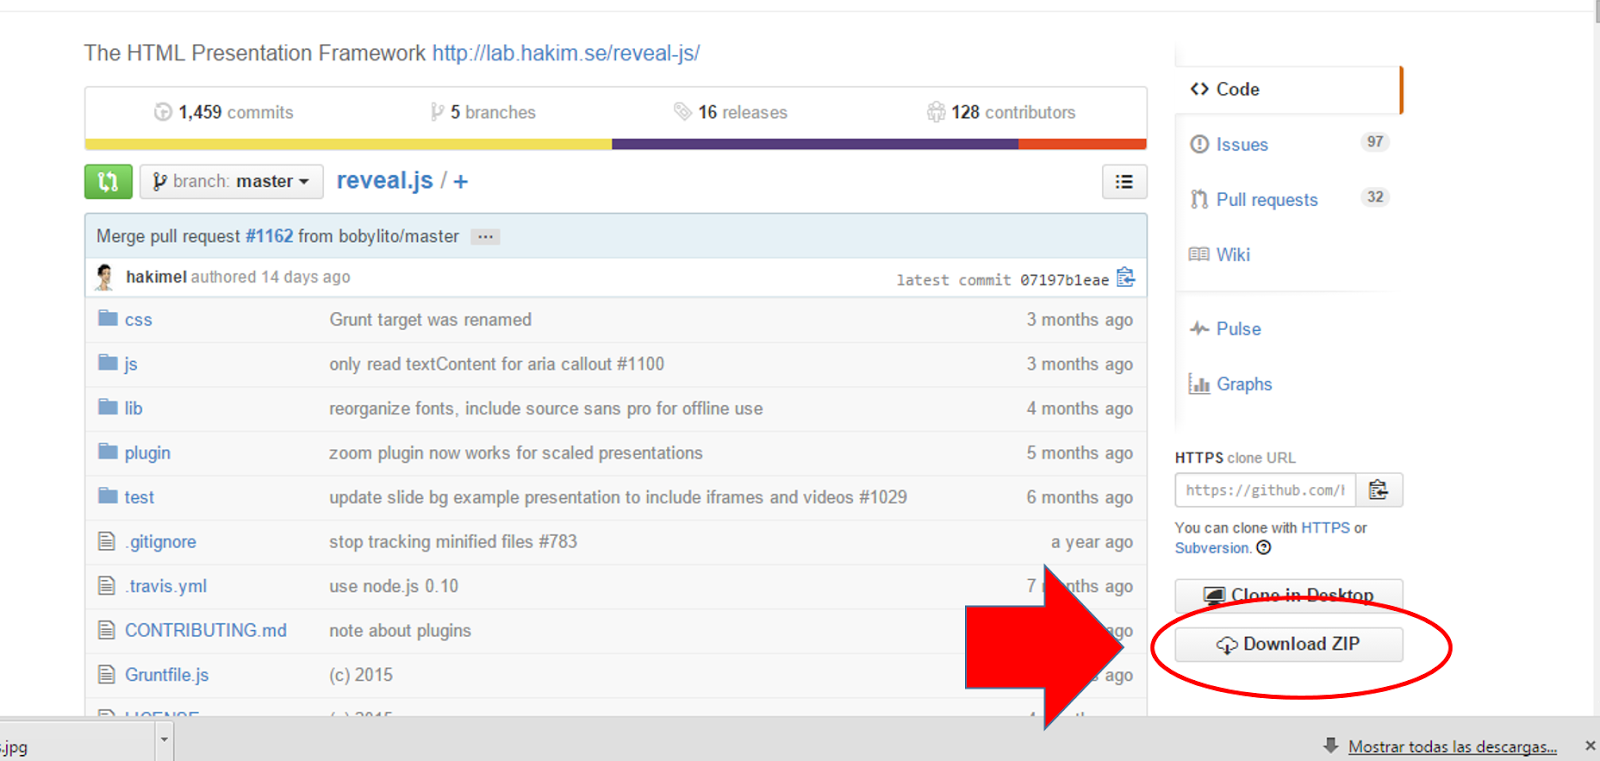 The HTML Presentation Framework http://lab.hakim.se/reveal-js/
1,459 commits 5 branches 16 releases 128 contributors
branch: master reveal.js / +
Merge pull request #1162 from bobylito/master ...
hakimel authored 14 days ago latest commit 07197b1eae
css Grunt target was renamed 3 months ago
js only read textContent for aria callout #1100 3 months ago
lib reorganize fonts, include source sans pro for offline use 4 months ago
plugin zoom plugin now works for scaled presentations 5 months ago
test update slide bg example presentation to include iframes and videos #1029 6 months ago
.gitignore stop tracking minified files #783 a year ago
.travis.yml use node.js 0.10 7 ago
CONTRIBUTING.md note about plugins ago
Gruntfile.js (c) 2015 ago
LICENSE (c) 2015
Code
Issues 97
Pull requests 32
Wiki
Pulse
Graphs
HTTPS clone URL
https://github.com/
You can clone with HTTPS or
Subversion.
Clone in Desktop
Download ZIP
.jpg Mostrar todas las descargas...